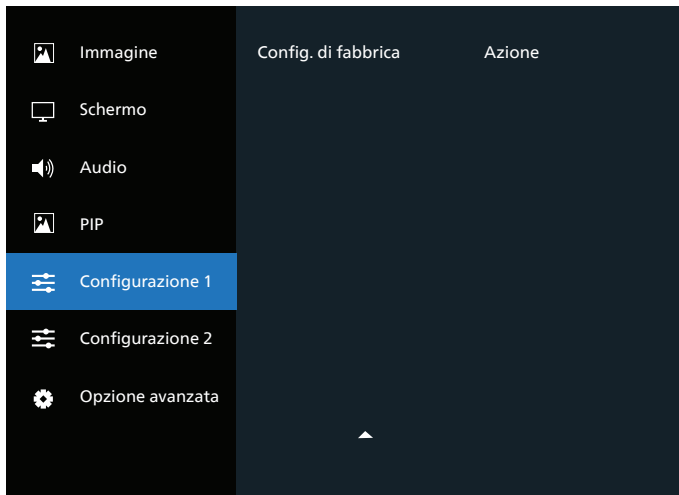 Immagine
Config. di fabbrica Azione
Schermo
Audio
PIP
Configurazione 1
Configurazione 2
Opzione avanzata